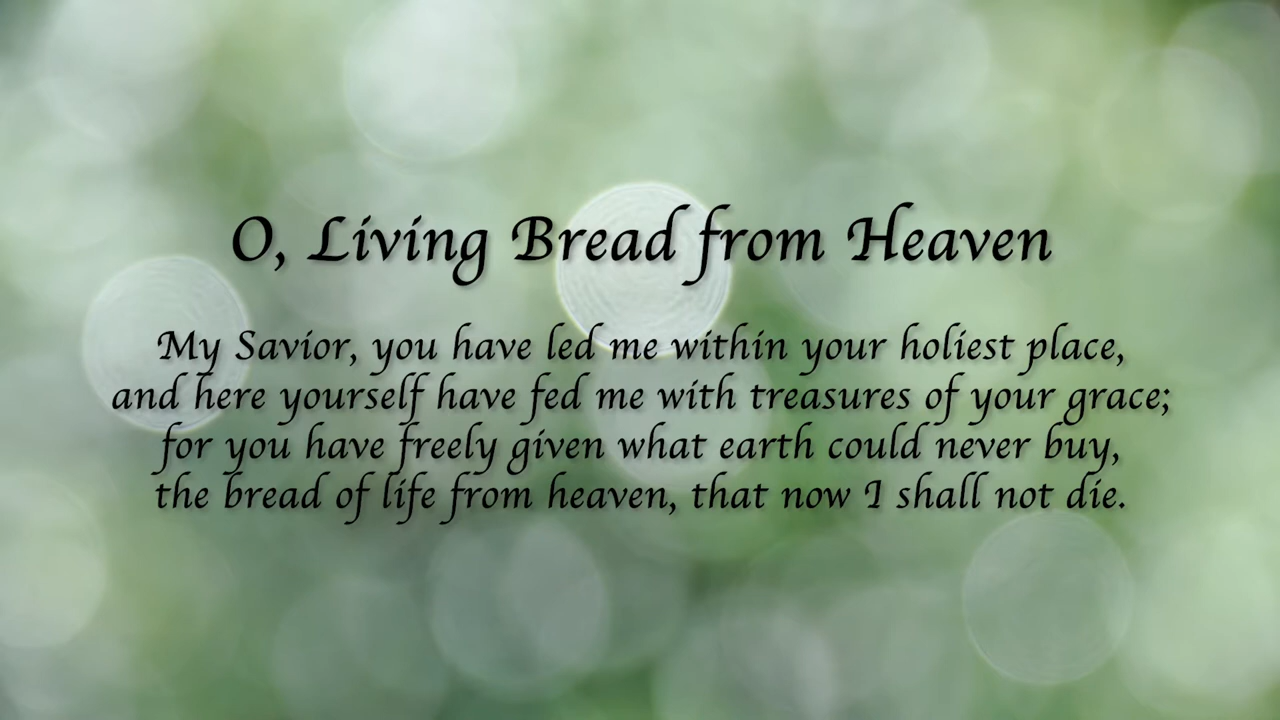 O, Living Bread from Heaven
My Savior, you have led me within your holiest place,
and here yourself have fed me with treasures of your grace;
for you have freely given what earth could never buy,
the bread of life from heaven, that now I shall not die.